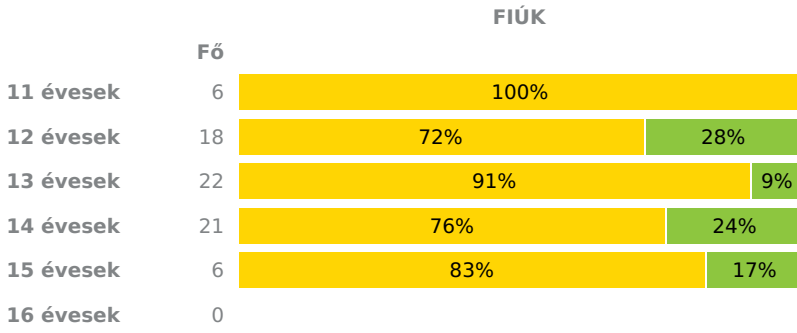 FIÚK
Fő
11 évesek 6 100%
12 évesek 18 72% 28%
13 évesek 22 91% 9%
14 évesek 21 76% 24%
15 évesek 6 83% 17%
16 évesek 0